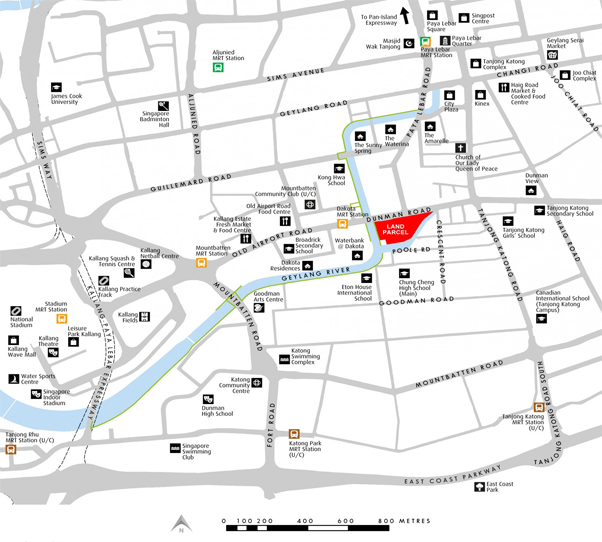 To Pan-Island
Expressway
Paya Lebar
Square
Singpost
Centre
Masjid
Wak Tanjong
Paya Lebar
MRT Station
Paya Lebar
Quarter
Geylang Serai
Market
Aljunied
MRT Station
SIMS AVENUE
Tanjong Katong
Complex
CHANGI ROAD
Joo Chiat
Complex
JOO CHIAT ROAD
James Cook
University
Singapore
Badminton
Hall
GEYLANG ROAD
PAYA LEBAR ROAD
City
Plaza
Kinex
Haig Road
Market &
Cooked Food
Centre
ALJUNIED ROAD
SIMS WAY
The Sunny
Spring
The
Waterina
The
Amarelle
Church of
Our Lady
Queen of Peace
GUILLEMARD ROAD
Kong Hwa
School
Dunman
View
Mountbatten
Community Club (U/C)
Old Airport Road
Food Centre
Kallang Estate
Fresh Market
& Food Centre
Dakota
MRT Station
DUNMAN ROAD
LAND
PARCEL
Tanjong Katong
Secondary School
Tanjong Katong
Girls' School
OLD AIRPORT ROAD
Broadrick
Secondary
School
Waterbank
@ Dakota
CRESCENT ROAD
POOLE RD
TANJONG KATONG ROAD
HAIG ROAD
Kallang
Netball Centre
Mountbatten
MRT Station
Kallang Squash &
Tennis Centre
Dakota
Residences
GEYLANG RIVER
Eton House
International
School
Chung Cheng
High School
(Main)
GOODMAN ROAD
Kallang Practice
Track
Goodman
Arts Centre
Canadian International
School (Tanjong Katong
Campus)
Stadium
MRT Station
National
Stadium
Kallang
Fields
MOUNTBATTEN ROAD
KALLANG-PAYA LEBAR EXPRESSWAY
Leisure
Park Kallang
Kallang
Theatre
Kallang
Wave Mall
Katong
Swimming
Complex
Water Sports
Centre
Singapore
Indoor
Stadium
Katong
Community
Centre
MOUNTBATTEN ROAD
Dunman
High School
FORT ROAD
Tanjong Katong
MRT Station
(U/C)
TANJONG KATONG ROAD SOUTH
Tanjong Rhu
MRT Station (U/C)
Singapore
Swimming
Club
Katong Park
MRT Station
(U/C)
EAST COAST PARKWAY
East Coast
Park
N
0 100 200 400 600 800 METRES